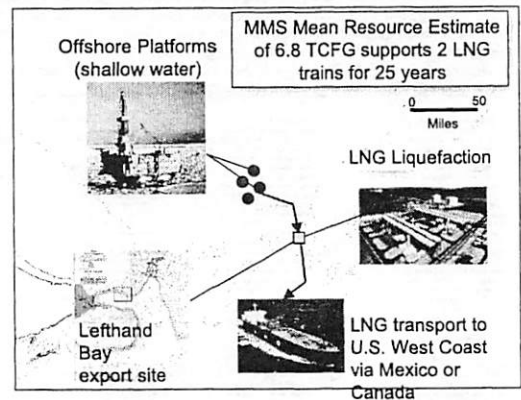 MMS Mean Resource Estimate
of 6.8 TCFG supports 2 LNG
trains for 25 years
Offshore Platforms
(shallow water)
0 50
Miles
LNG Liquefaction
Lefthand
Bay
export site
LNG transport to
U.S. West Coast
via Mexico or
Canada